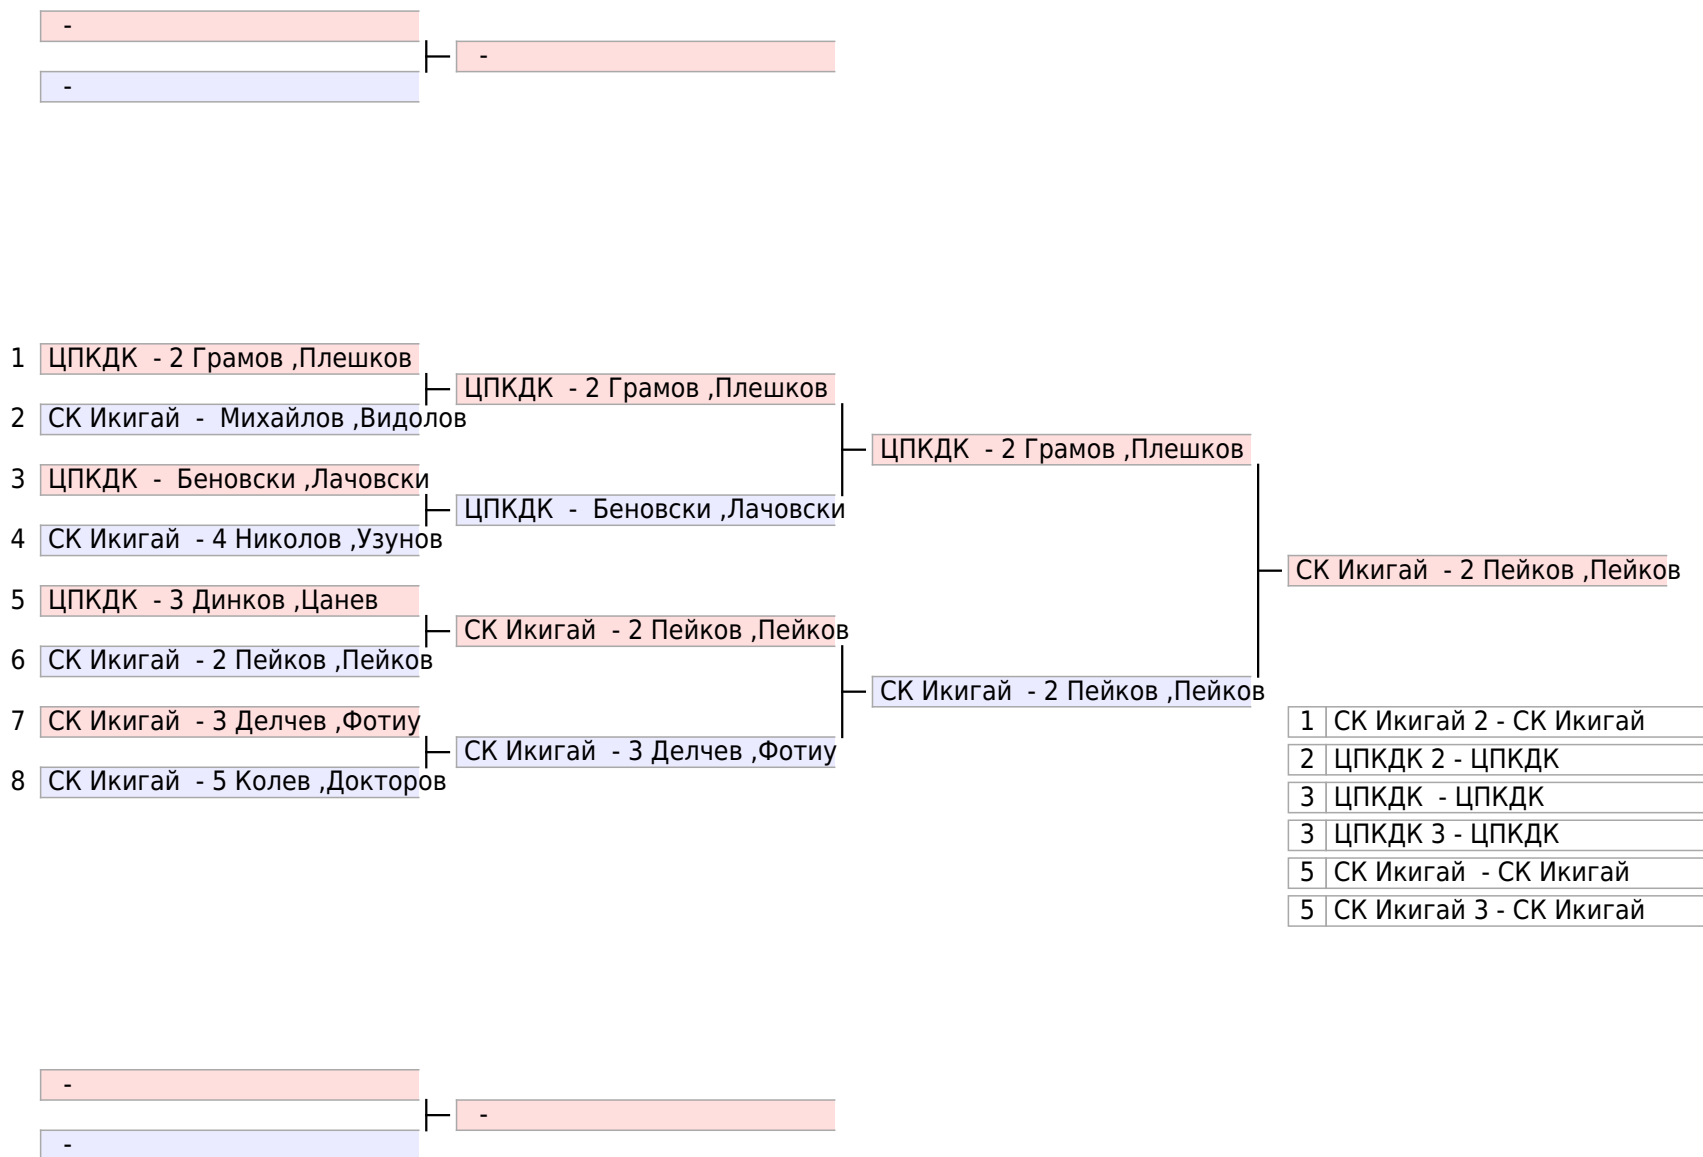 -
-
-
1 ЦПКДК - 2 Грамов ,Плешков
ЦПКДК - 2 Грамов ,Плешков
2 СК Икигай - Михайлов ,Видолов
ЦПКДК - 2 Грамов ,Плешков
3 ЦПКДК - Беновски ,Лачовски
ЦПКДК - Беновски ,Лачовски
4 СК Икигай - 4 Николов ,Узунов
СК Икигай - 2 Пейков ,Пейков
5 ЦПКДК - 3 Динков ,Цанев
СК Икигай - 2 Пейков ,Пейков
6 СК Икигай - 2 Пейков ,Пейков
СК Икигай - 2 Пейков ,Пейков
7 СК Икигай - 3 Делчев ,Фотиу
СК Икигай - 3 Делчев ,Фотиу
8 СК Икигай - 5 Колев ,Докторов
1 СК Икигай 2 - СК Икигай
2 ЦПКДК 2 - ЦПКДК
3 ЦПКДК - ЦПКДК
3 ЦПКДК 3 - ЦПКДК
5 СК Икигай - СК Икигай
5 СК Икигай 3 - СК Икигай
-
-
-